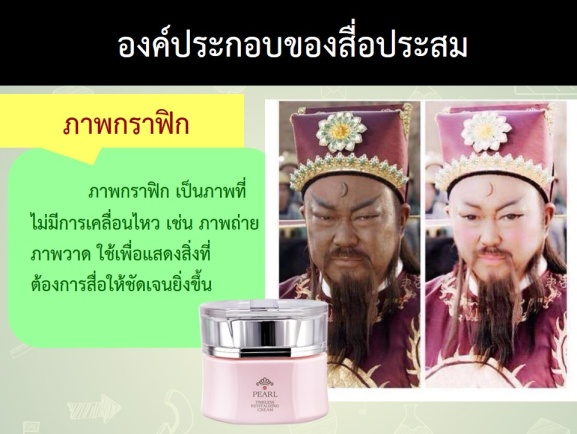 องค์ประกอบของสื่อประสม
ภาพกราฟิก
ภาพกราฟิก เป็นภาพที่
ไม่มีการเคลื่อนไหว เช่น ภาพถ่าย
ภาพวาด ใช้เพื่อแสดงสิ่งที่
ต้องการสื่อให้ชัดเจนยิ่งขึ้น
PEARL
TIMELESS
REVITALIZING
CREAM